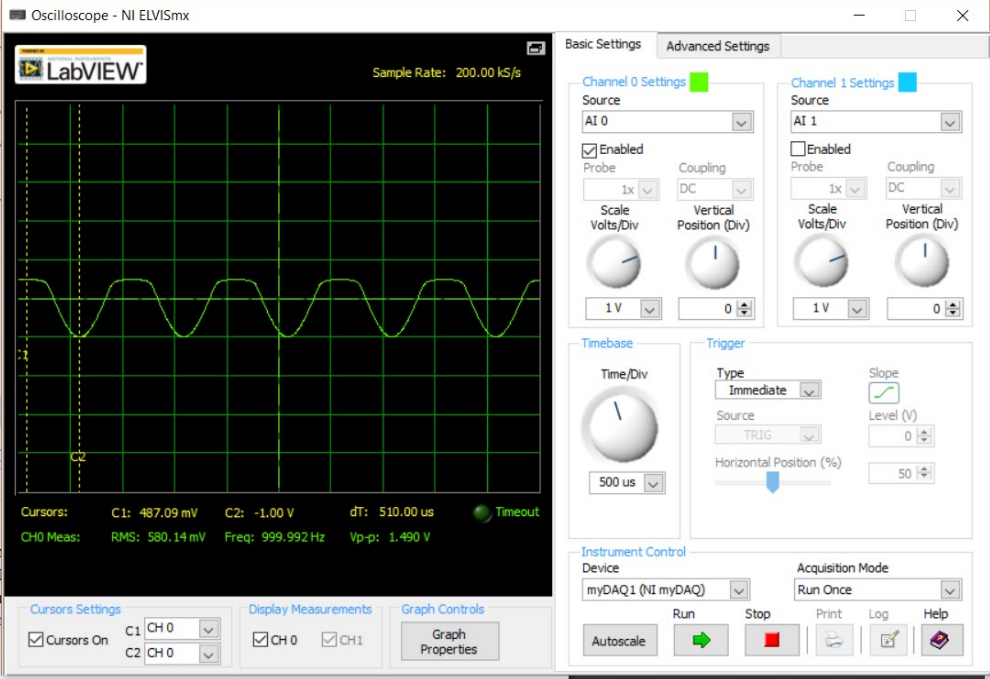 Oscilloscope - NI ELVISmx
POWERED BY
NATIONAL INSTRUMENTS
LabVIEW™
Sample Rate: 200.00 kS/s
C2
Cursors: C1: 487.09 mV C2: -1.00 V dT: 510.00 us Timeout
CH0 Meas: RMS: 580.14 mV Freq: 999.992 Hz Vp-p: 1.490 V
Cursors Settings
Cursors On
C1 CH 0
C2 CH 0
Display Measurements
CH 0 CH1
Graph Controls
Graph
Properties
Basic Settings Advanced Settings
Channel 0 Settings
Source
AI 0
Enabled
Probe Coupling
1x DC
Scale
Volts/Div
Vertical
Position (Div)
1 V 0
Channel 1 Settings
Source
AI 1
Enabled
Probe Coupling
1x DC
Scale
Volts/Div
Vertical
Position (Div)
1 V 0
Timebase
Time/Div
500 us
Trigger
Type
Immediate
Slope
Source
TRIG
Level (V)
0
Horizontal Position (%)
50
Instrument Control
Device
myDAQ1 (NI myDAQ)
Acquisition Mode
Run Once
Run Stop Print Log Help
Autoscale